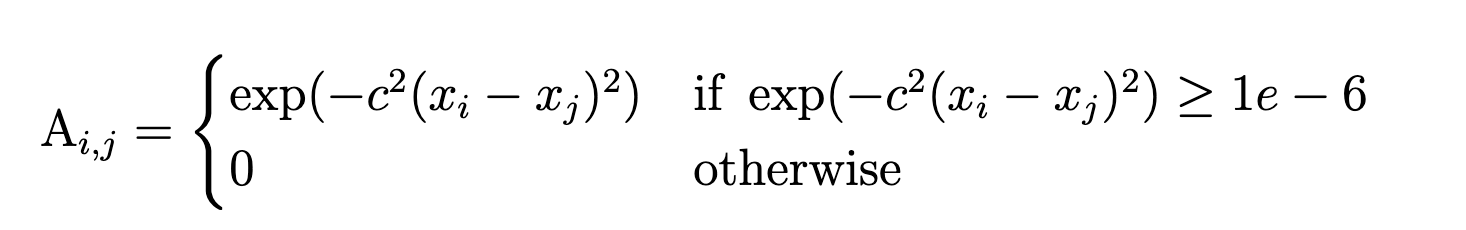 A_{i,j} = { exp(−c²(x_i − x_j)²) if exp(−c²(x_i − x_j)²) ≥ 1e − 6
0 otherwise